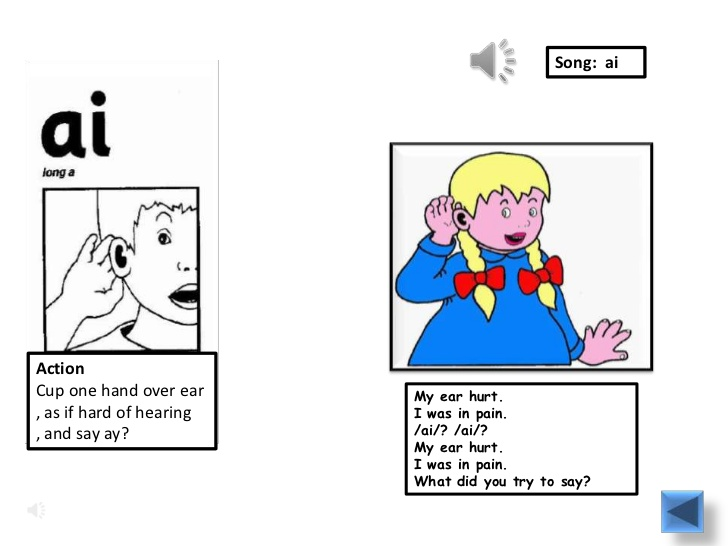 Song: ai
ai
long a
Action
Cup one hand over ear
, as if hard of hearing
, and say ay?
My ear hurt.
I was in pain.
/ai/? /ai/?
My ear hurt.
I was in pain.
What did you try to say?